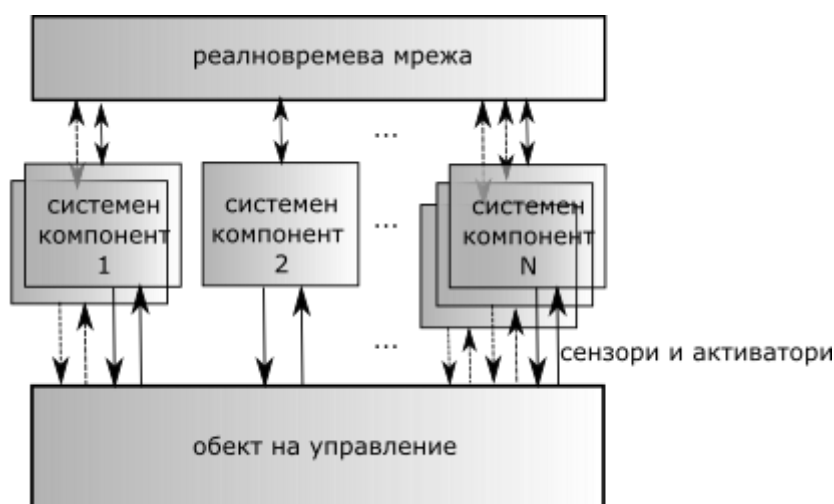 реалновремева мрежа
...
системен
компонент
1
системен
компонент
2
...
системен
компонент
N
...
сензори и активатори
обект на управление